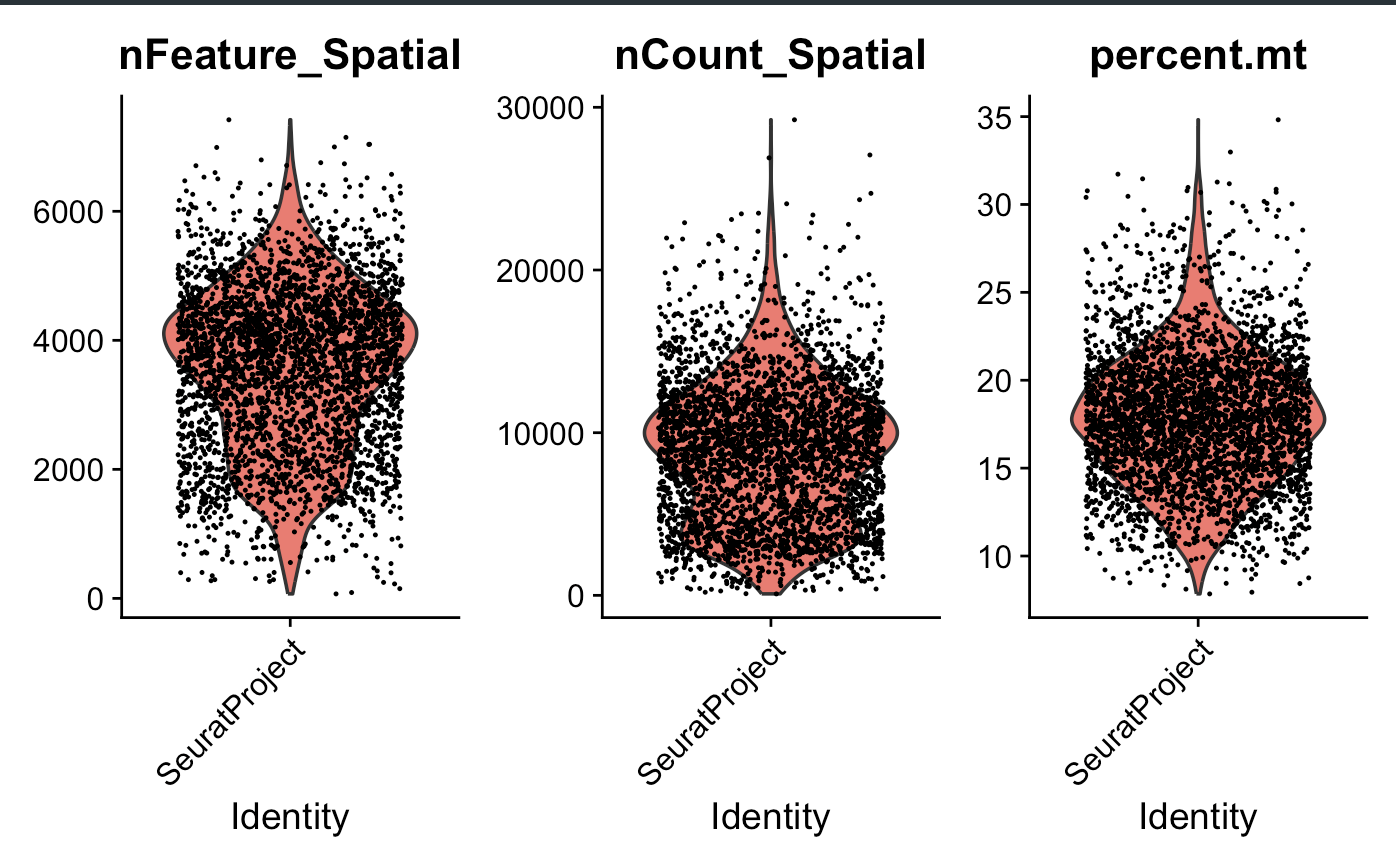 nFeature_Spatial
6000
4000
2000
0
SeuratProject
Identity
nCount_Spatial
30000
20000
10000
0
SeuratProject
Identity
percent.mt
35
30
25
20
15
10
SeuratProject
Identity